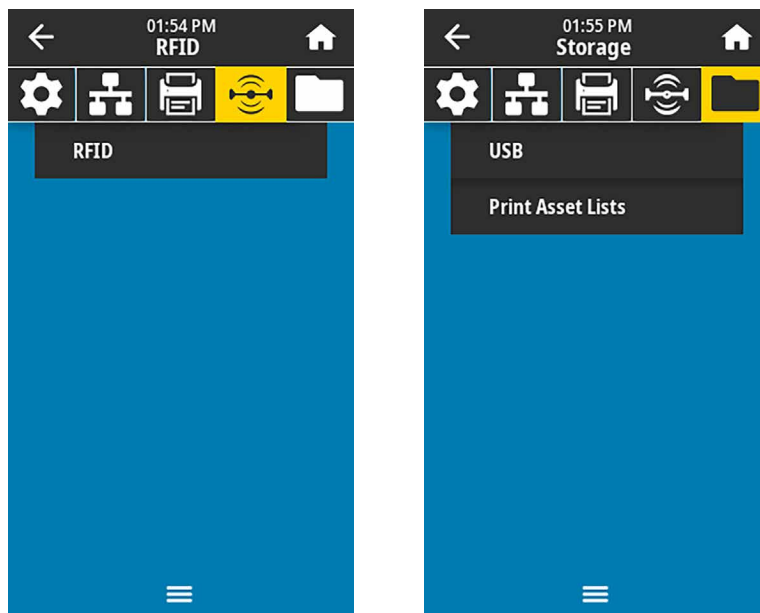 01:54 PM
RFID
RFID
01:55 PM
Storage
USB
Print Asset Lists